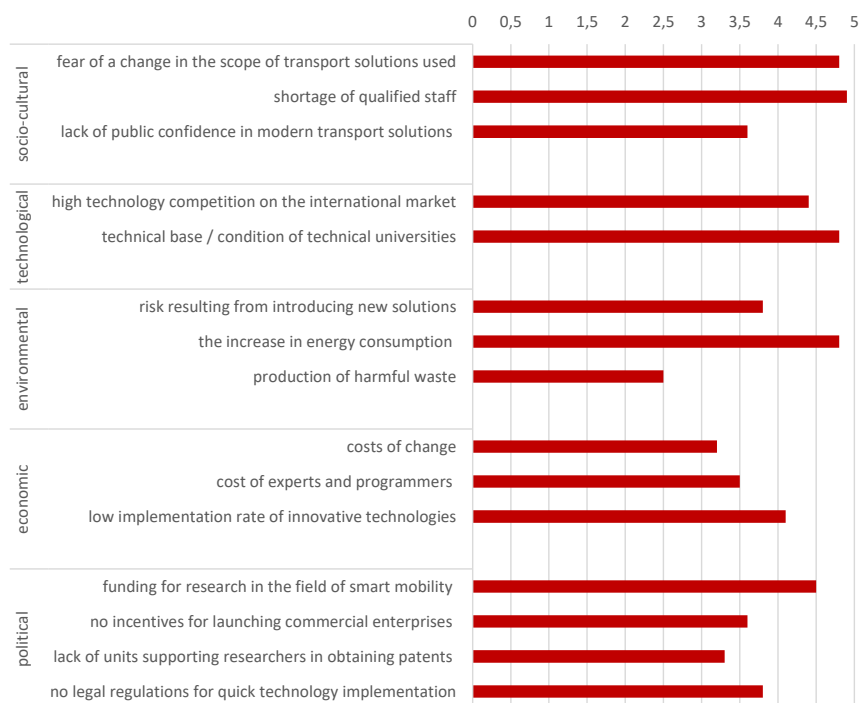 0 0,5 1 1,5 2 2,5 3 3,5 4 4,5 5
socio-cultural
fear of a change in the scope of transport solutions used
shortage of qualified staff
lack of public confidence in modern transport solutions
technological
high technology competition on the international market
technical base / condition of technical universities
environmental
risk resulting from introducing new solutions
the increase in energy consumption
production of harmful waste
economic
costs of change
cost of experts and programmers
low implementation rate of innovative technologies
political
funding for research in the field of smart mobility
no incentives for launching commercial enterprises
lack of units supporting researchers in obtaining patents
no legal regulations for quick technology implementation